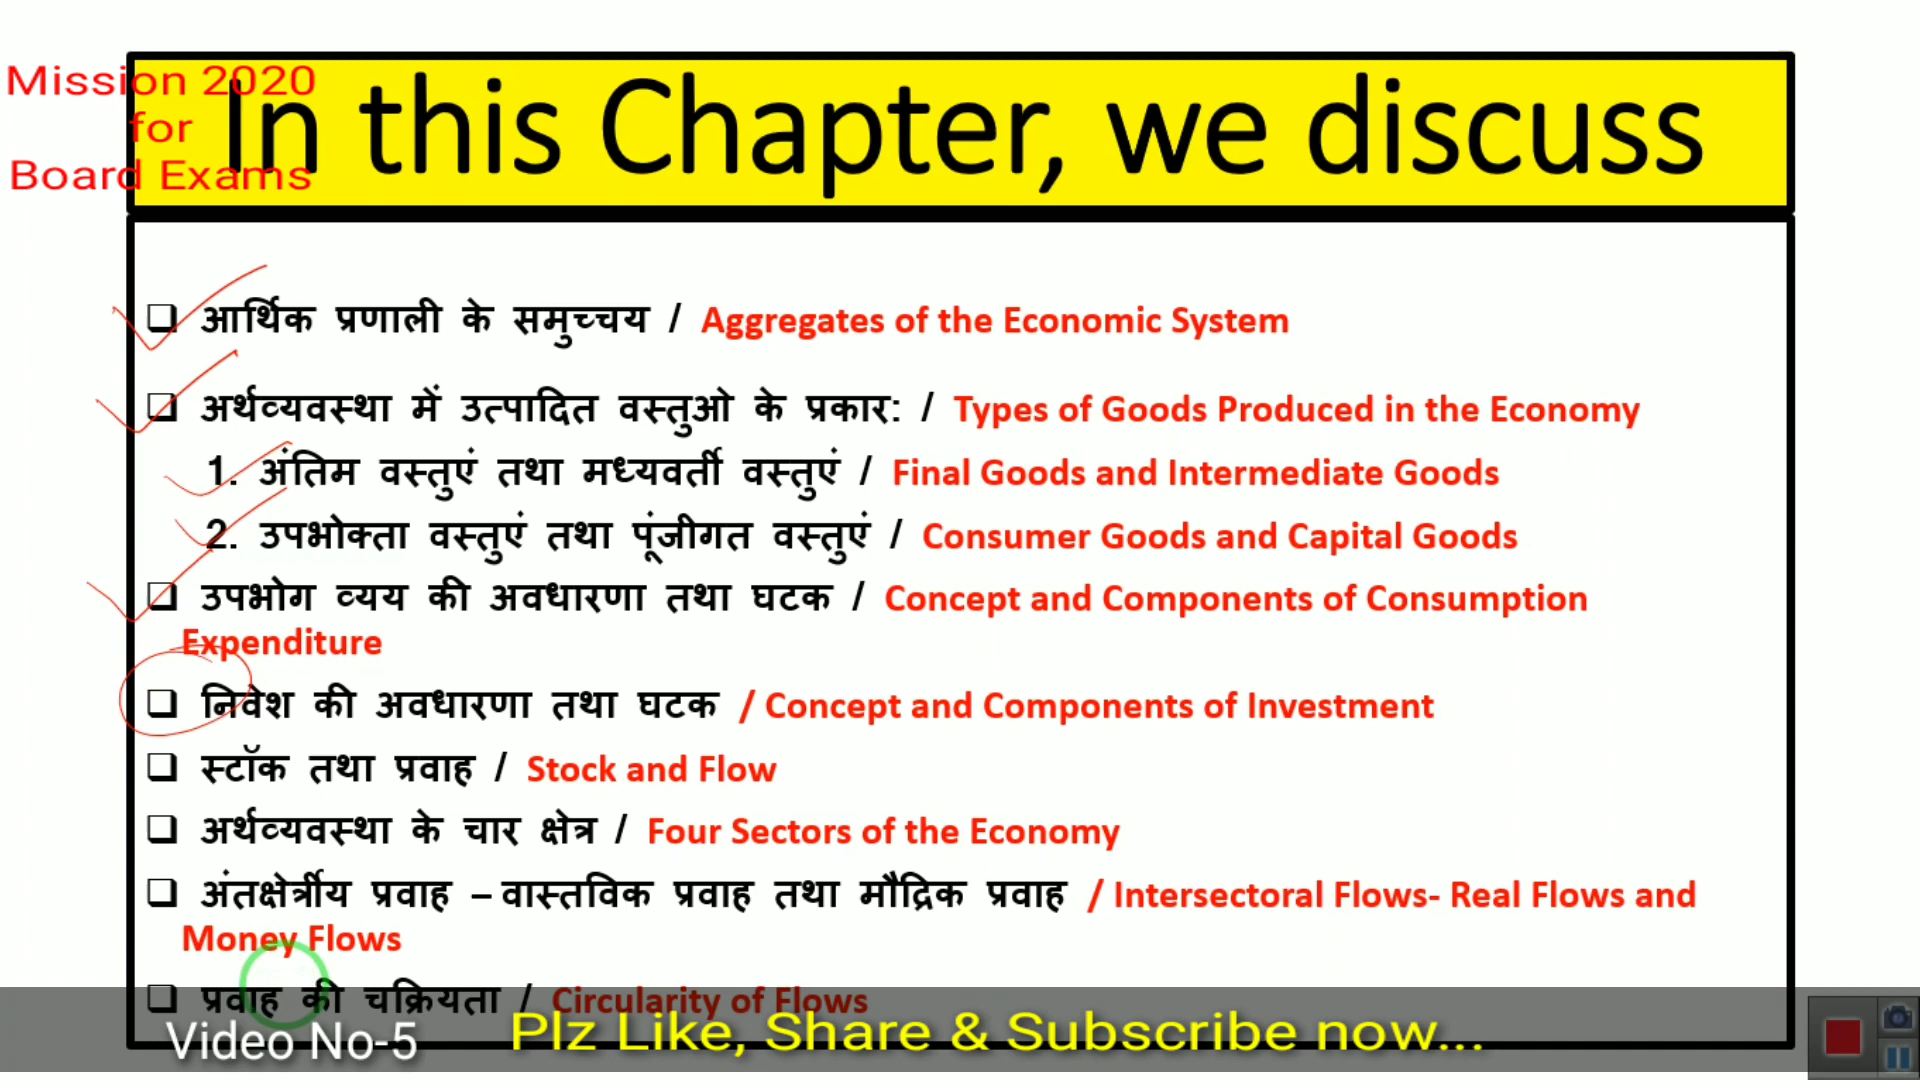 Mission 2020
for
Board Exams
In this Chapter, we discuss
आर्थिक प्रणाली के समुच्चय / Aggregates of the Economic System
अर्थव्यवस्था में उत्पादित वस्तुओ के प्रकार: / Types of Goods Produced in the Economy
1. अंतिम वस्तुएं तथा मध्यवर्ती वस्तुएं / Final Goods and Intermediate Goods
2. उपभोक्ता वस्तुएं तथा पूंजीगत वस्तुएं / Consumer Goods and Capital Goods
उपभोग व्यय की अवधारणा तथा घटक / Concept and Components of Consumption
Expenditure
निवेश की अवधारणा तथा घटक / Concept and Components of Investment
स्टॉक तथा प्रवाह / Stock and Flow
अर्थव्यवस्था के चार क्षेत्र / Four Sectors of the Economy
अंतक्षेत्रीय प्रवाह – वास्तविक प्रवाह तथा मौद्रिक प्रवाह / Intersectoral Flows- Real Flows and
Money Flows
प्रवाह की चक्रियता / Circularity of Flows
Video No-5
Plz Like, Share & Subscribe now...